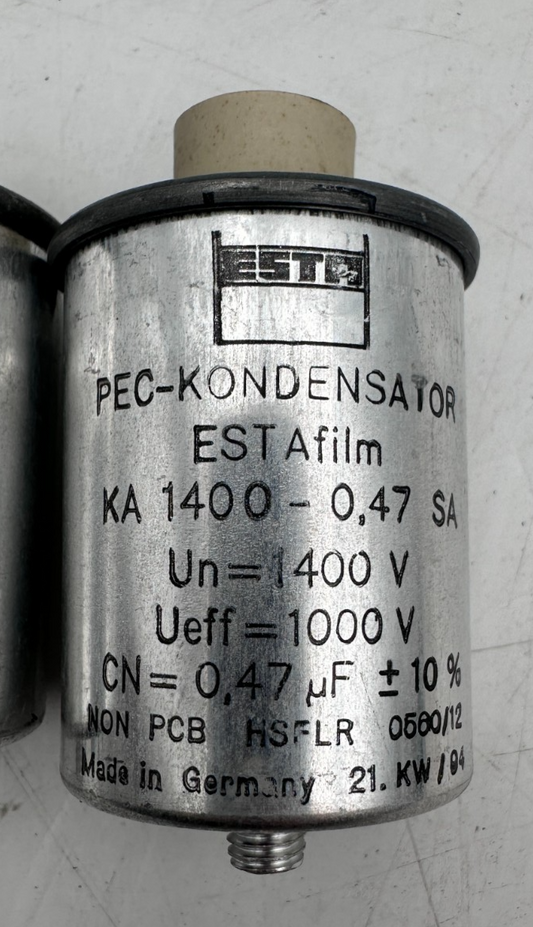 ESTA
PEC-KONDENSATOR
ESTAfilm
KA 1400 - 0,47 SA
Un = 1400 V
Ueff = 1000 V
CN = 0,47 µF ± 10 %
NON PCB HSFLR 0560/12
Made in Germany 21. KW / 94